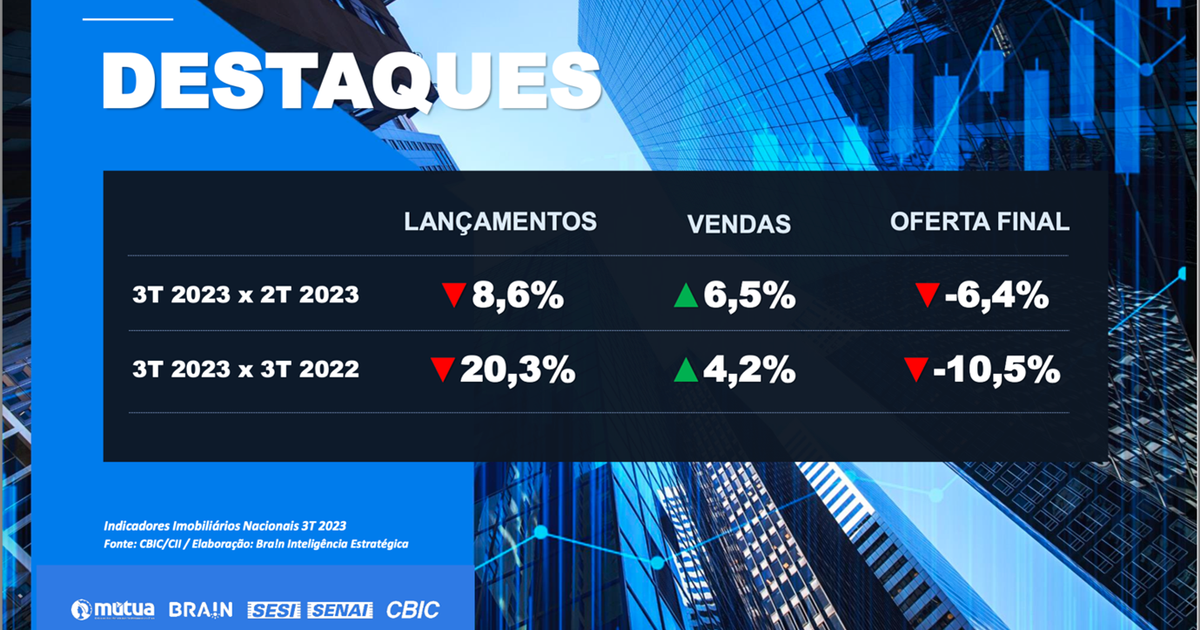 DESTAQUES
LANÇAMENTOS VENDAS OFERTA FINAL
3T 2023 x 2T 2023 ▼8,6% ▲6,5% ▼-6,4%
3T 2023 x 3T 2022 ▼20,3% ▲4,2% ▼-10,5%
Indicadores Imobiliários Nacionais 3T 2023
Fonte: CBIC/CII / Elaboração: BraIn Inteligência Estratégica
mútua BRAIN SESI SENAI CBIC